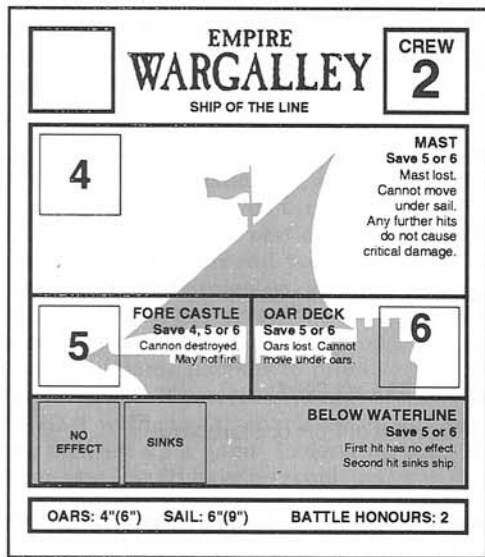 EMPIRE
WARGALLEY
SHIP OF THE LINE
CREW
2
4
MAST
Save 5 or 6
Mast lost.
Cannot move
under sail.
Any further hits
do not cause
critical damage.
5
FORE CASTLE
Save 4, 5 or 6
Cannon destroyed.
May not fire.
OAR DECK
Save 5 or 6
Oars lost. Cannot
move under oars.
6
NO
EFFECT
SINKS
BELOW WATERLINE
Save 5 or 6
First hit has no effect.
Second hit sinks ship.
OARS: 4"(6") SAIL: 6"(9") BATTLE HONOURS: 2